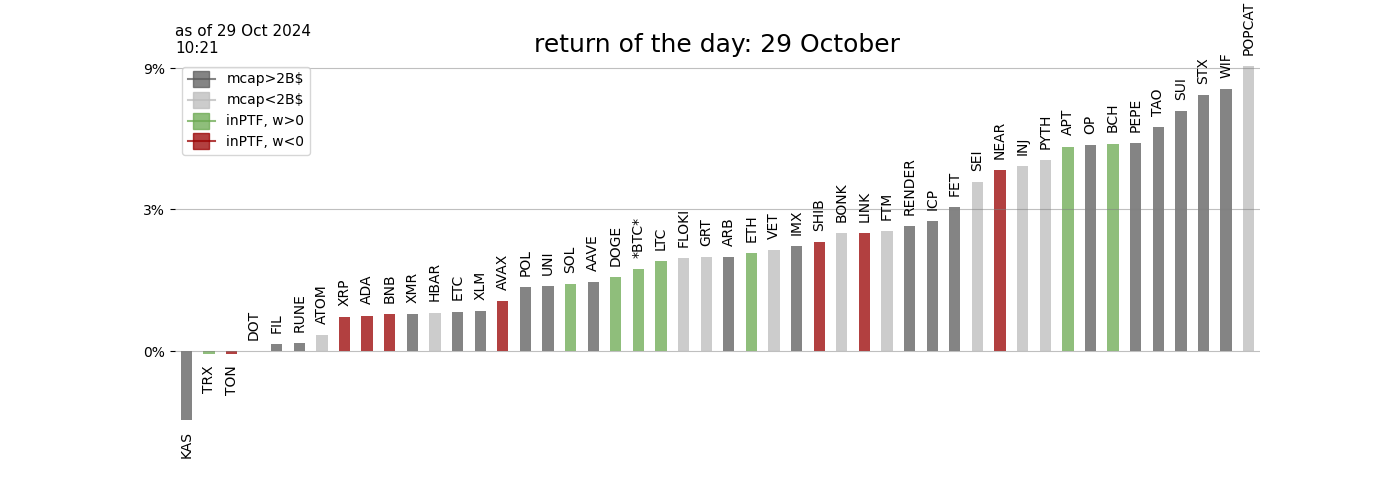 as of 29 Oct 2024
10:21
return of the day: 29 October
9%
3%
0%
mcap>2B$
mcap<2B$
inPTF, w>0
inPTF, w<0
KAS
TRX
TON
DOT
FIL
RUNE
ATOM
XRP
ADA
BNB
XMR
HBAR
ETC
XLM
AVAX
POL
UNI
SOL
AAVE
DOGE
*BTC*
LTC
FLOKI
GRT
ARB
ETH
VET
IMX
SHIB
BONK
LINK
FTM
RENDER
ICP
FET
SEI
NEAR
INJ
PYTH
APT
OP
BCH
PEPE
TAO
SUI
STX
WIF
POPCAT